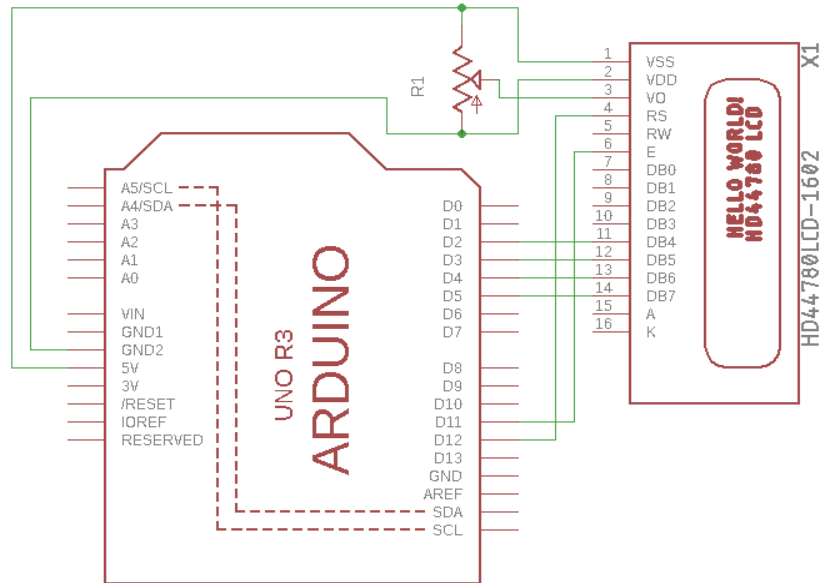 R1
X1
HD44780LCD-1602
HELLO WORLD!
HD44780 LCD
1 VSS
2 VDD
3 VO
4 RS
5 RW
6 E
7 DB0
8 DB1
9 DB2
10 DB3
11 DB4
12 DB5
13 DB6
14 DB7
15 A
16 K
A5/SCL
A4/SDA
A3
A2
A1
A0
VIN
GND1
GND2
5V
3V
/RESET
IOREF
RESERVED
UNO R3
ARDUINO
D0
D1
D2
D3
D4
D5
D6
D7
D8
D9
D10
D11
D12
D13
GND
AREF
SDA
SCL